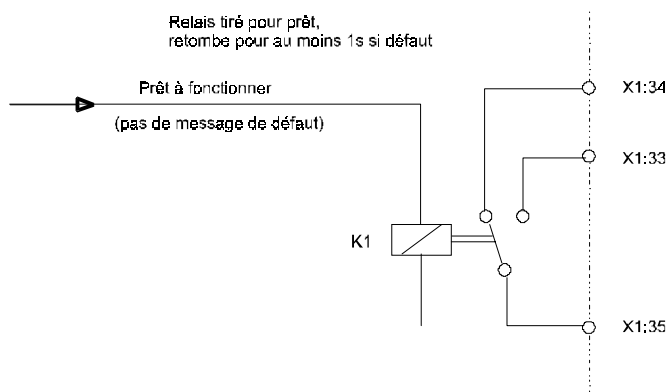 Relais tiré pour prêt,
retombe pour au moins 1s si défaut
Prêt à fonctionner
(pas de message de défaut)
X1:34
X1:33
K1
X1:35